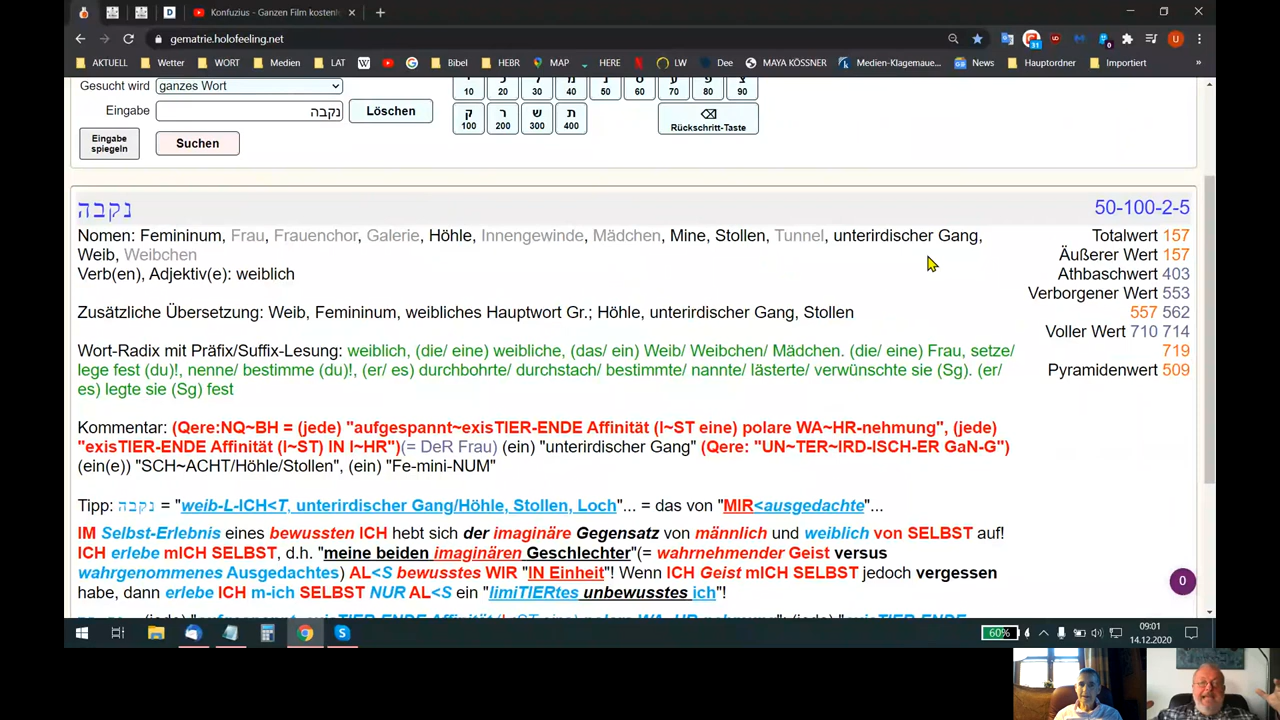 Konfuzius - Ganzen Film kostenl
gematrie.holofeeling.net
AKTUELL Wetter WORT Medien LAT Bibel HEBR MAP HERE LW Dee MAYA KÖSSNER Medien-Klagemaue... News Hauptordner Importiert
Gesucht wird ganzes Wort
10 20 30 40 50 60 70 80 90
Eingabe נקבה Löschen
ק ר ש ת
100 200 300 400
Rückschritt-Taste
Eingabe spiegeln Suchen
נקבה 50-100-2-5
Nomen: Femininum, Frau, Frauenchor, Galerie, Höhle, Innengewinde, Mädchen, Mine, Stollen, Tunnel, unterirdischer Gang,
Weib, Weibchen
Verb(en), Adjektiv(e): weiblich
Totalwert 157
Äußerer Wert 157
Athbaschwert 403
Verborgener Wert 553
557 562
Voller Wert 710 714
719
Pyramidenwert 509
Zusätzliche Übersetzung: Weib, Femininum, weibliches Hauptwort Gr.; Höhle, unterirdischer Gang, Stollen
Wort-Radix mit Präfix/Suffix-Lesung: weiblich, (die/ eine) weibliche, (das/ ein) Weib/ Weibchen/ Mädchen. (die/ eine) Frau, setze/
lege fest (du)!, nenne/ bestimme (du)!, (er/ es) durchbohrte/ durchstach/ bestimmte/ nannte/ lästerte/ verwünschte sie (Sg). (er/
es) legte sie (Sg) fest
Kommentar: (Qere:NQ~BH = (jede) "aufgespannt~exisTIER-ENDE Affinität (I~ST eine) polare WA~HR-nehmung", (jede)
"exisTIER-ENDE Affinität (I~ST) IN I~HR")(= DeR Frau) (ein) "unterirdischer Gang" (Qere: "UN~TER~IRD-ISCH-ER GaN-G")
(ein(e)) "SCH~ACHT/Höhle/Stollen", (ein) "Fe-mini-NUM"
Tipp: נקבה = "weib-L-ICH<T, unterirdischer Gang/Höhle, Stollen, Loch"... = das von "MIR<ausgedachte"...
IM Selbst-Erlebnis eines bewussten ICH hebt sich der imaginäre Gegensatz von männlich und weiblich von SELBST auf!
ICH erlebe mICH SELBST, d.h. "meine beiden imaginären Geschlechter"(= wahrnehmender Geist versus
wahrgenommenes Ausgedachtes) AL<S bewusstes WIR "IN Einheit"! Wenn ICH Geist mICH SELBST jedoch vergessen
habe, dann erlebe ICH m-ich SELBST NUR AL<S ein "limiTIERtes unbewusstes ich"!
0
60% 09:01
14.12.2020